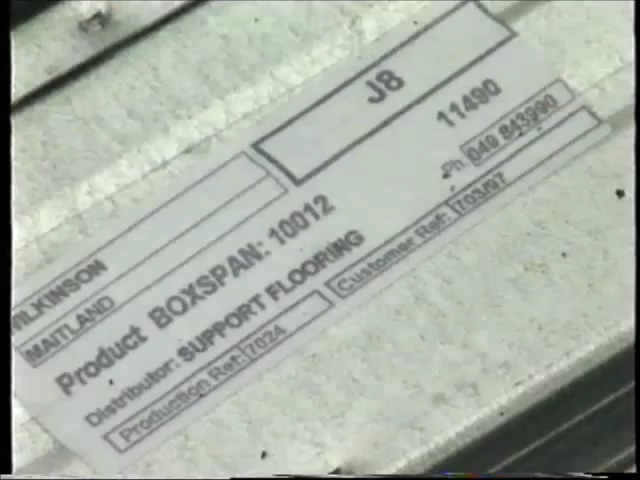 J8
WILKINSON
11490
MAITLAND
Ph: 049 843990
Product BOXSPAN: 10012
Distributor: SUPPORT FLOORING
Production Ref: 7024
Customer Ref: 703/97